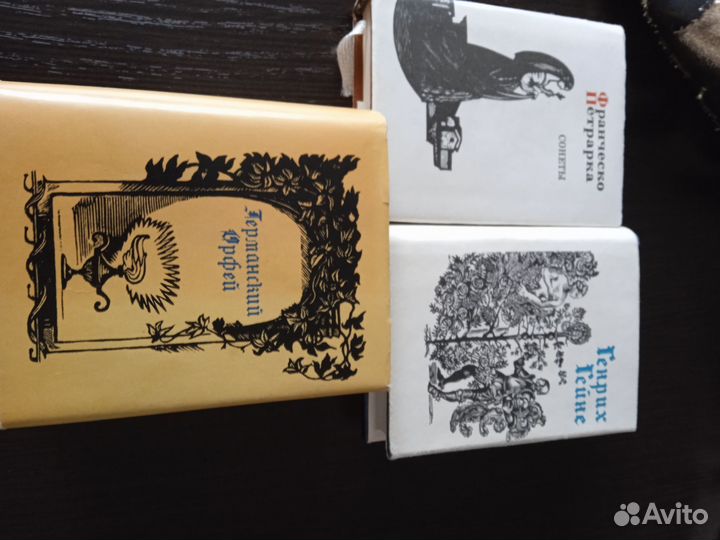 Германский
Орфей
Франческо
Петрарка
СОНЕТЫ
Генрих
Гейне
Avito